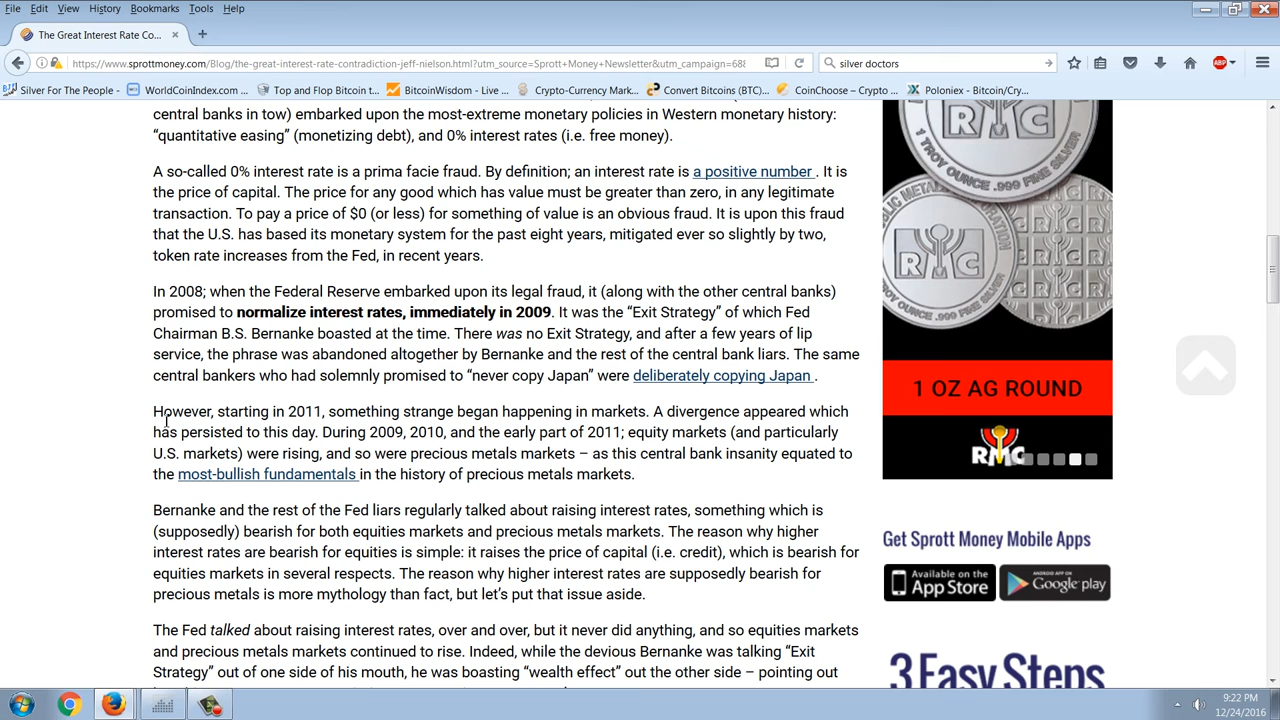 File Edit View History Bookmarks Tools Help
The Great Interest Rate Co...
https://www.sprottmoney.com/Blog/the-great-interest-rate-contradiction-jeff-nielson.html?utm_source=Sprott+Money+Newsletter&utm_campaign=688
silver doctors
ABP
Silver For The People - WorldCoinIndex.com ... Top and Flop Bitcoin t... BitcoinWisdom - Live ... Crypto-Currency Mark... Convert Bitcoins (BTC)... CoinChoose – Crypto ... Poloniex - Bitcoin/Cry...
central banks in tow) embarked upon the most-extreme monetary policies in Western monetary history:
“quantitative easing” (monetizing debt), and 0% interest rates (i.e. free money).
A so-called 0% interest rate is a prima facie fraud. By definition; an interest rate is a positive number . It is
the price of capital. The price for any good which has value must be greater than zero, in any legitimate
transaction. To pay a price of $0 (or less) for something of value is an obvious fraud. It is upon this fraud
that the U.S. has based its monetary system for the past eight years, mitigated ever so slightly by two,
token rate increases from the Fed, in recent years.
In 2008; when the Federal Reserve embarked upon its legal fraud, it (along with the other central banks)
promised to normalize interest rates, immediately in 2009. It was the “Exit Strategy” of which Fed
Chairman B.S. Bernanke boasted at the time. There was no Exit Strategy, and after a few years of lip
service, the phrase was abandoned altogether by Bernanke and the rest of the central bank liars. The same
central bankers who had solemnly promised to “never copy Japan” were deliberately copying Japan .
However, starting in 2011, something strange began happening in markets. A divergence appeared which
has persisted to this day. During 2009, 2010, and the early part of 2011; equity markets (and particularly
U.S. markets) were rising, and so were precious metals markets – as this central bank insanity equated to
the most-bullish fundamentals in the history of precious metals markets.
Bernanke and the rest of the Fed liars regularly talked about raising interest rates, something which is
(supposedly) bearish for both equities markets and precious metals markets. The reason why higher
interest rates are bearish for equities is simple: it raises the price of capital (i.e. credit), which is bearish for
equities markets in several respects. The reason why higher interest rates are supposedly bearish for
precious metals is more mythology than fact, but let’s put that issue aside.
The Fed talked about raising interest rates, over and over, but it never did anything, and so equities markets
and precious metals markets continued to rise. Indeed, while the devious Bernanke was talking “Exit
Strategy” out of one side of his mouth, he was boasting “wealth effect” out the other side – pointing out
RMC
1 TROY OUNCE .999 FINE SILVER
RMC
1 OZ AG ROUND
RMC
Get Sprott Money Mobile Apps
Available on the App Store
ANDROID APP ON Google play
3 Easy Steps
9:22 PM
12/24/2016